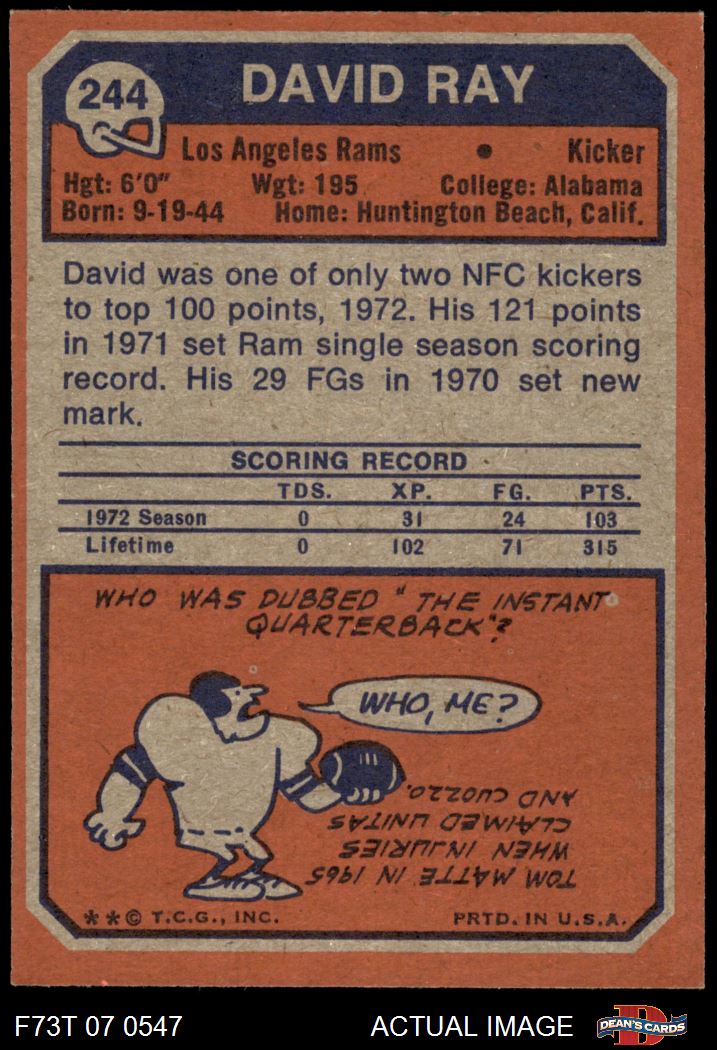 244
DAVID RAY
Los Angeles Rams • Kicker
Hgt: 6'0" Wgt: 195 College: Alabama
Born: 9-19-44 Home: Huntington Beach, Calif.
David was one of only two NFC kickers
to top 100 points, 1972. His 121 points
in 1971 set Ram single season scoring
record. His 29 FGs in 1970 set new
mark.
SCORING RECORD
TDS. XP. FG. PTS.
1972 Season 0 31 24 103
Lifetime 0 102 71 315
WHO WAS DUBBED "THE INSTANT
QUARTERBACK"?
WHO, ME?
TOM MATTE IN 1965
WHEN INJURIES
CLAIMED UNITAS
AND CUOZZO.
**© T.C.G., INC. PRTD. IN U.S.A.
F73T 07 0547 ACTUAL IMAGE
D
DEAN'S CARDS